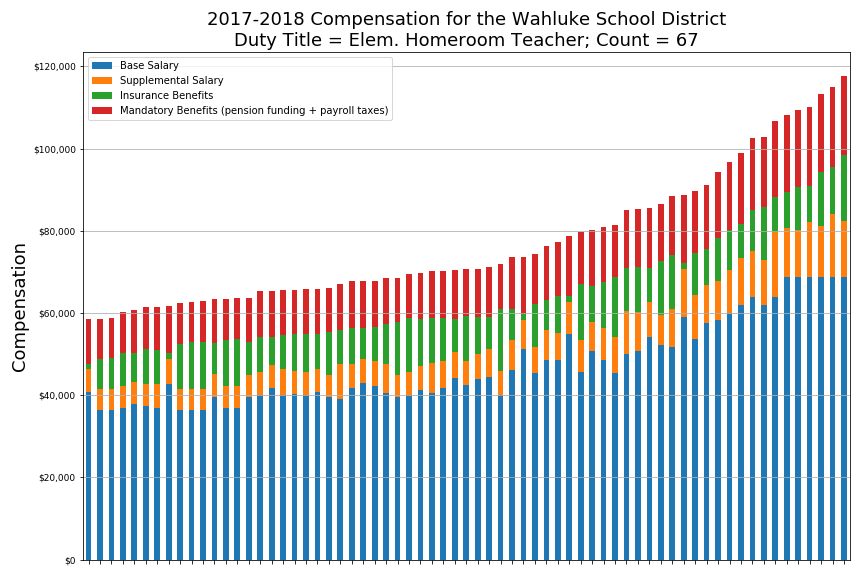 2017-2018 Compensation for the Wahluke School District
Duty Title = Elem. Homeroom Teacher; Count = 67
Base Salary
Supplemental Salary
Insurance Benefits
Mandatory Benefits (pension funding + payroll taxes)
Compensation
$120,000
$100,000
$80,000
$60,000
$40,000
$20,000
$0